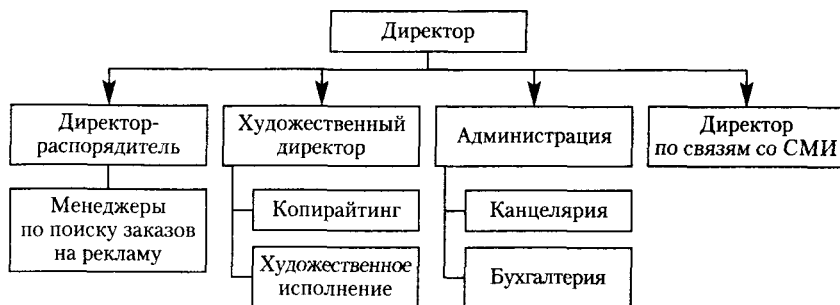 Директор
Директор-
распорядитель
Художественный
директор
Администрация
Директор
по связям со СМИ
Менеджеры
по поиску заказов
на рекламу
Копирайтинг
Канцелярия
Художественное
исполнение
Бухгалтерия